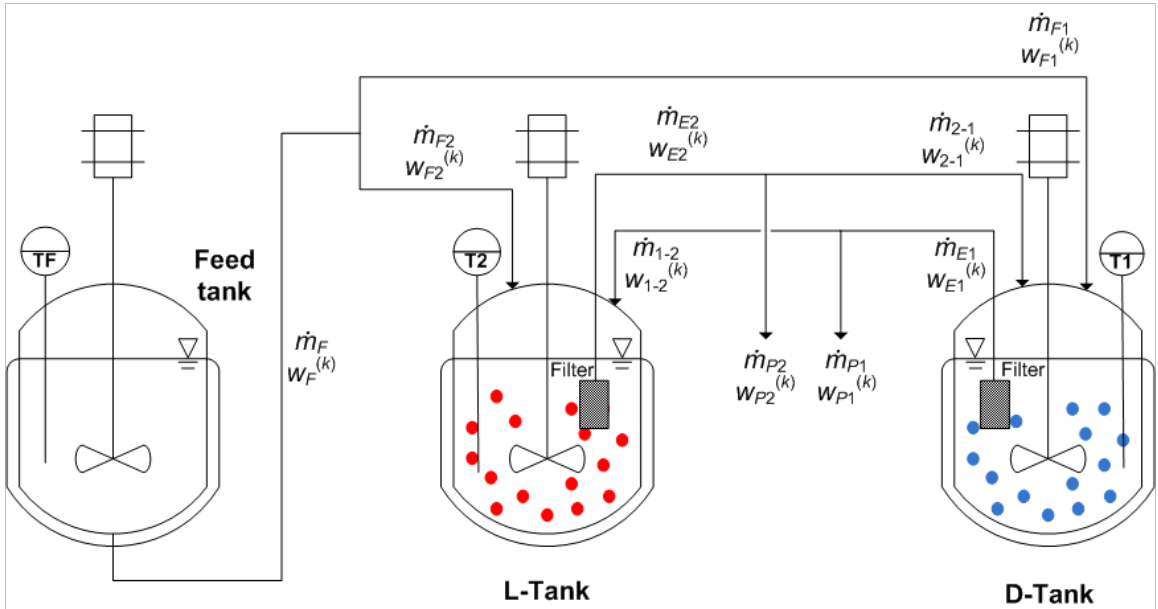 ṁF1
wF1(k)
ṁF2
wF2(k)
ṁE2
wE2(k)
ṁ2-1
w2-1(k)
TF
Feed
tank
T2
ṁ1-2
w1-2(k)
ṁE1
wE1(k)
T1
ṁF
wF(k)
Filter
ṁP2
wP2(k)
ṁP1
wP1(k)
Filter
L-Tank
D-Tank